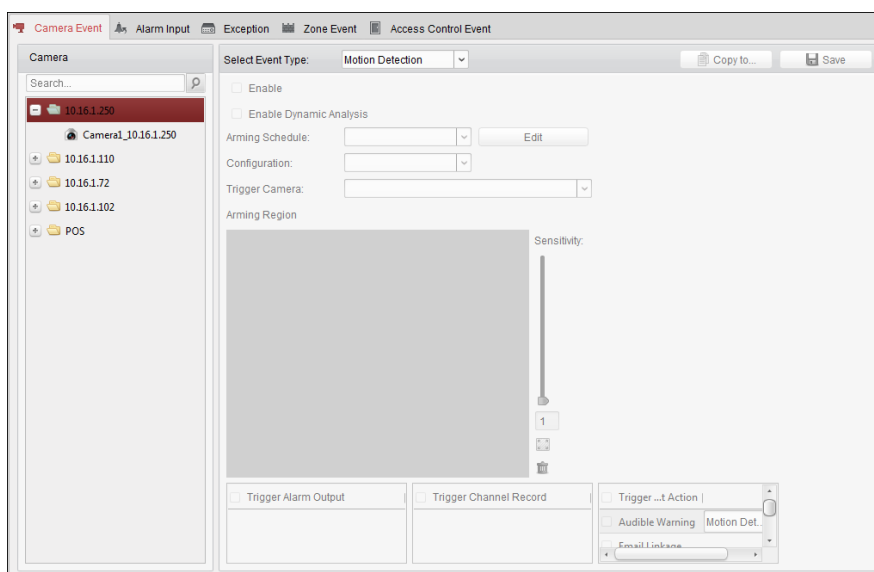 Camera Event Alarm Input Exception Zone Event Access Control Event
Camera
Search...
10.16.1.250
Camera1_10.16.1.250
10.16.1.110
10.16.1.72
10.16.1.102
POS
Select Event Type: Motion Detection Copy to... Save
Enable
Enable Dynamic Analysis
Arming Schedule: Edit
Configuration:
Trigger Camera:
Arming Region
Sensitivity:
1
Trigger Alarm Output Trigger Channel Record Trigger ...t Action
Audible Warning Motion Det...
Email Linkage